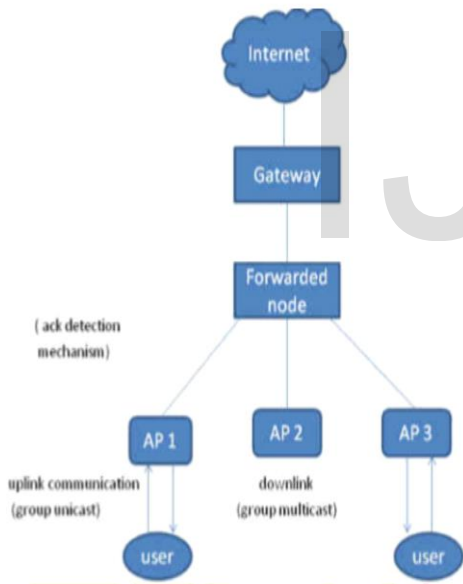 Internet
Gateway
Forwarded
node
( ack detection
mechanism)
AP 1
AP 2
AP 3
uplink communication
(group unicast)
downlink
(group multicast)
user
user